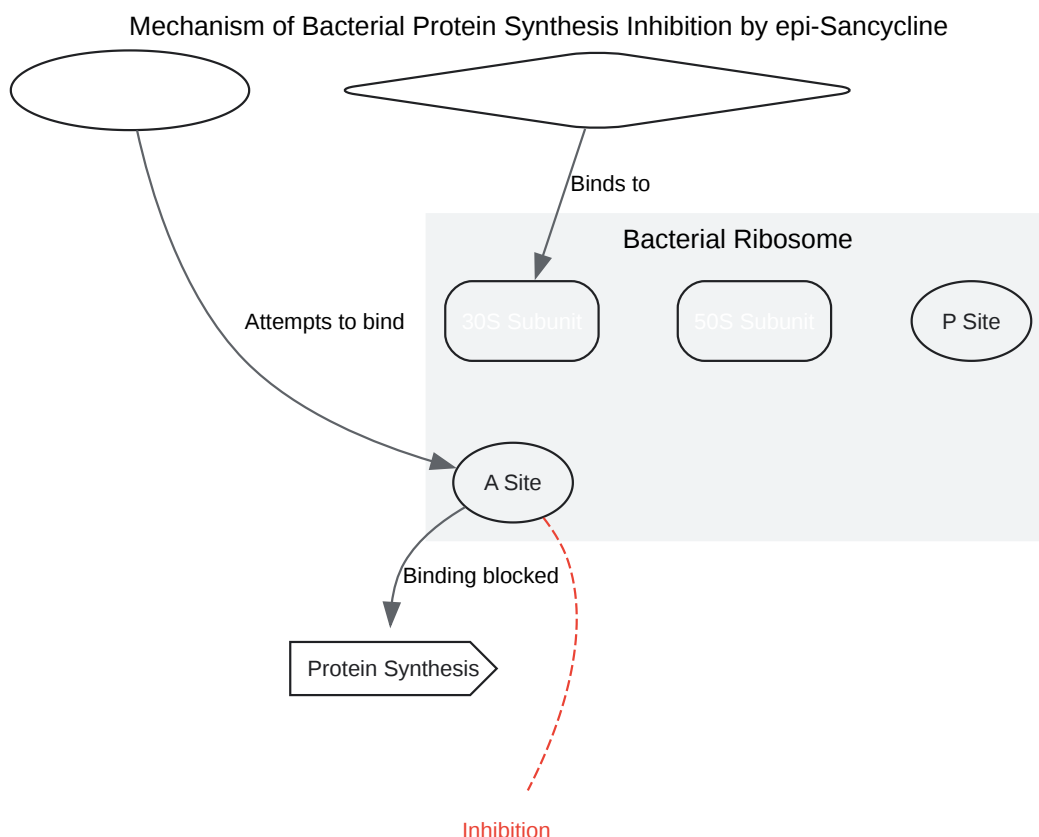 Mechanism of Bacterial Protein Synthesis Inhibition by epi-Sancycline
Binds to
Bacterial Ribosome
30S Subunit
50S Subunit
P Site
Attempts to bind
A Site
Binding blocked
Protein Synthesis
Inhibition